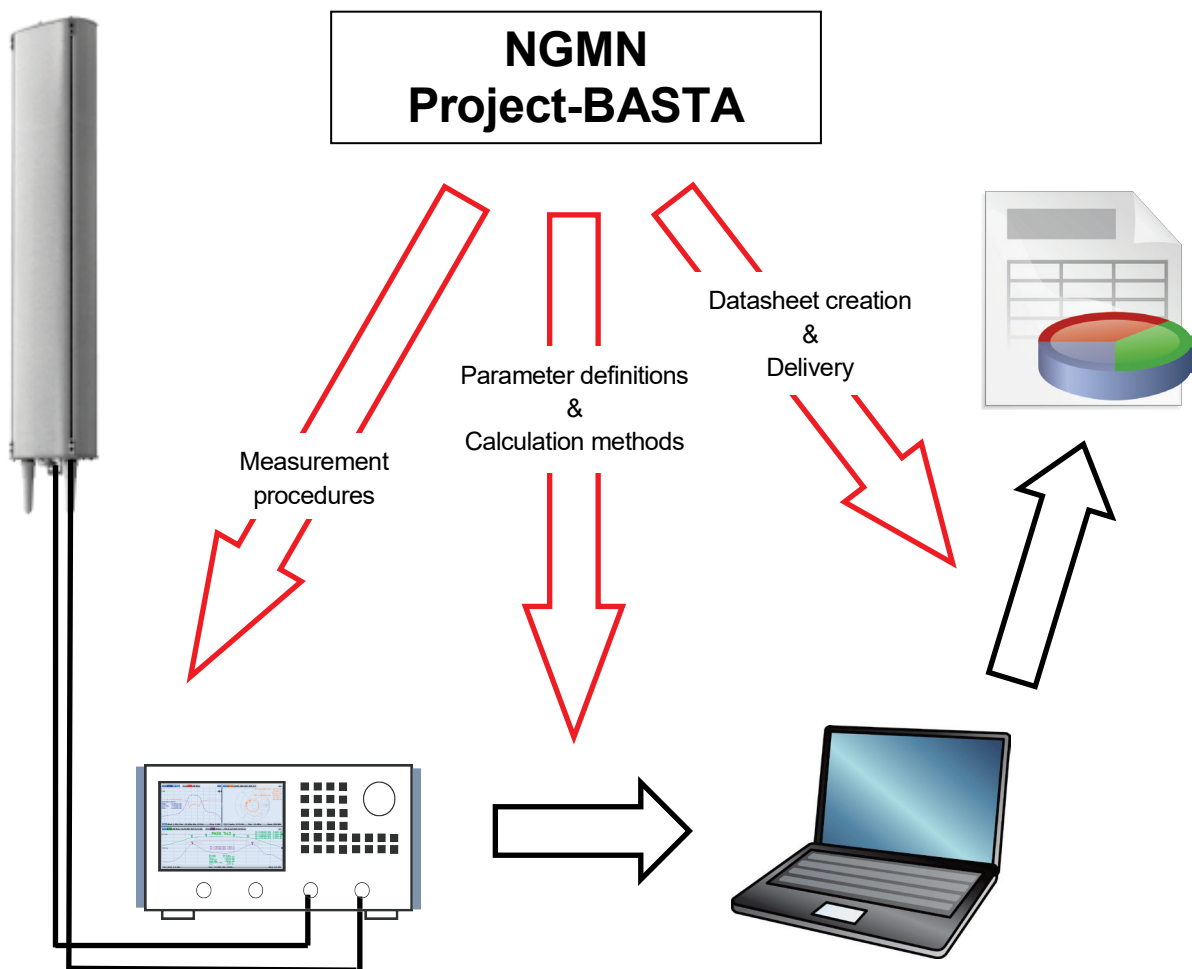 NGMN
Project-BASTA
Datasheet creation
&
Delivery
Parameter definitions
&
Calculation methods
Measurement
procedures